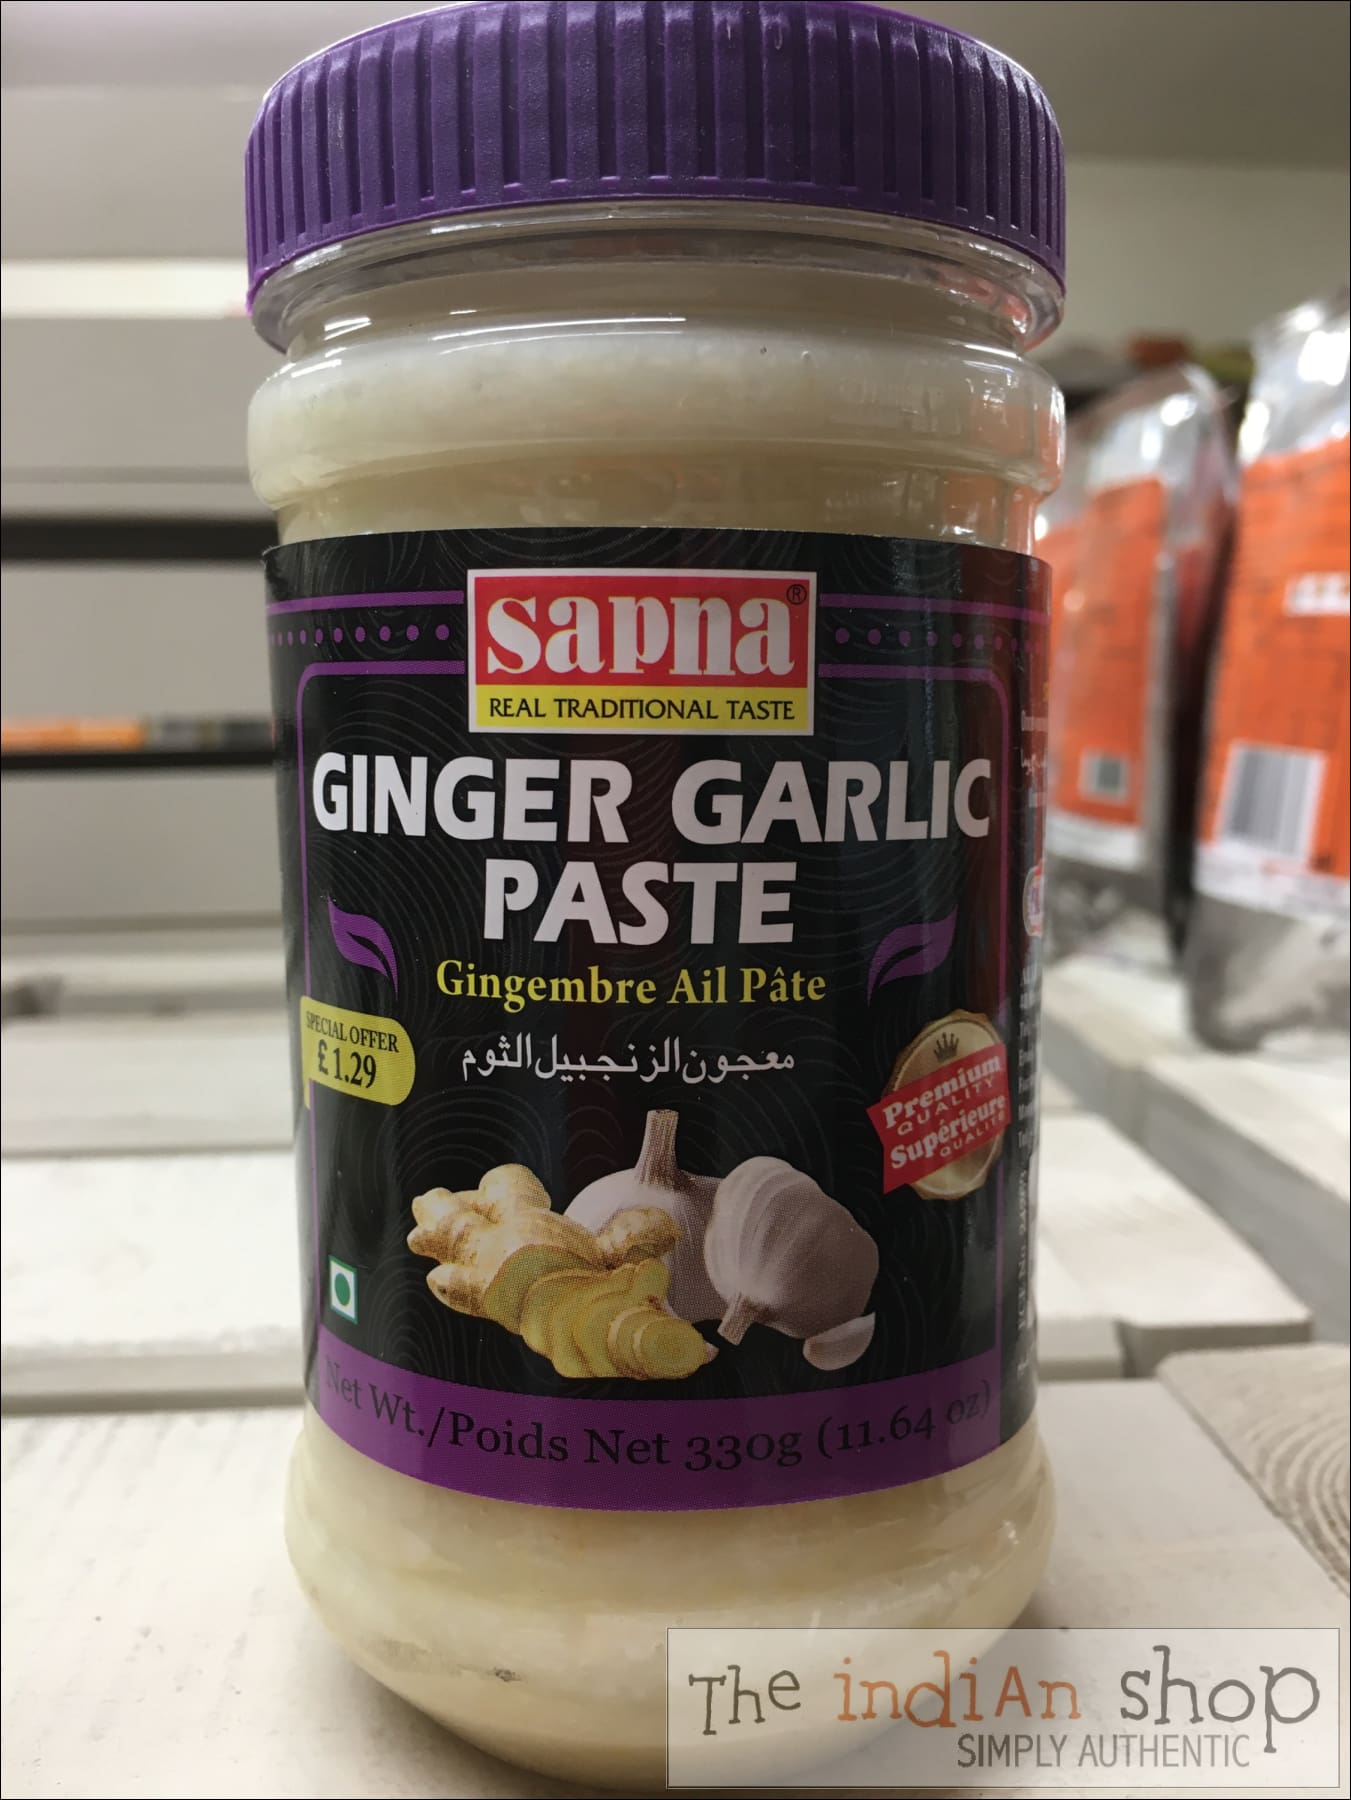 sapna®
REAL TRADITIONAL TASTE
GINGER GARLIC
PASTE
Gingembre Ail Pâte
معجون الزنجبيل الثوم
SPECIAL OFFER
£1.29
Premium
QUALITY
Supérieure
QUALITÉ
Net Wt./Poids Net 330g (11.64 oz)
The indiAn shop
SIMPLY AUTHENTIC